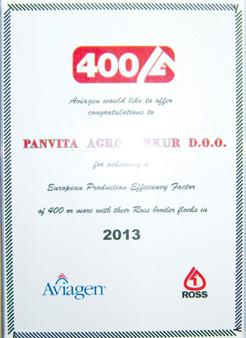 400
Aviagen would like to offer
congratulations to
PANVITA D.O.O.
for achieving a
European Production Efficiency Factor
of 400 or more with their Ross broiler flocks in
2013
Aviagen®
1
ROSS